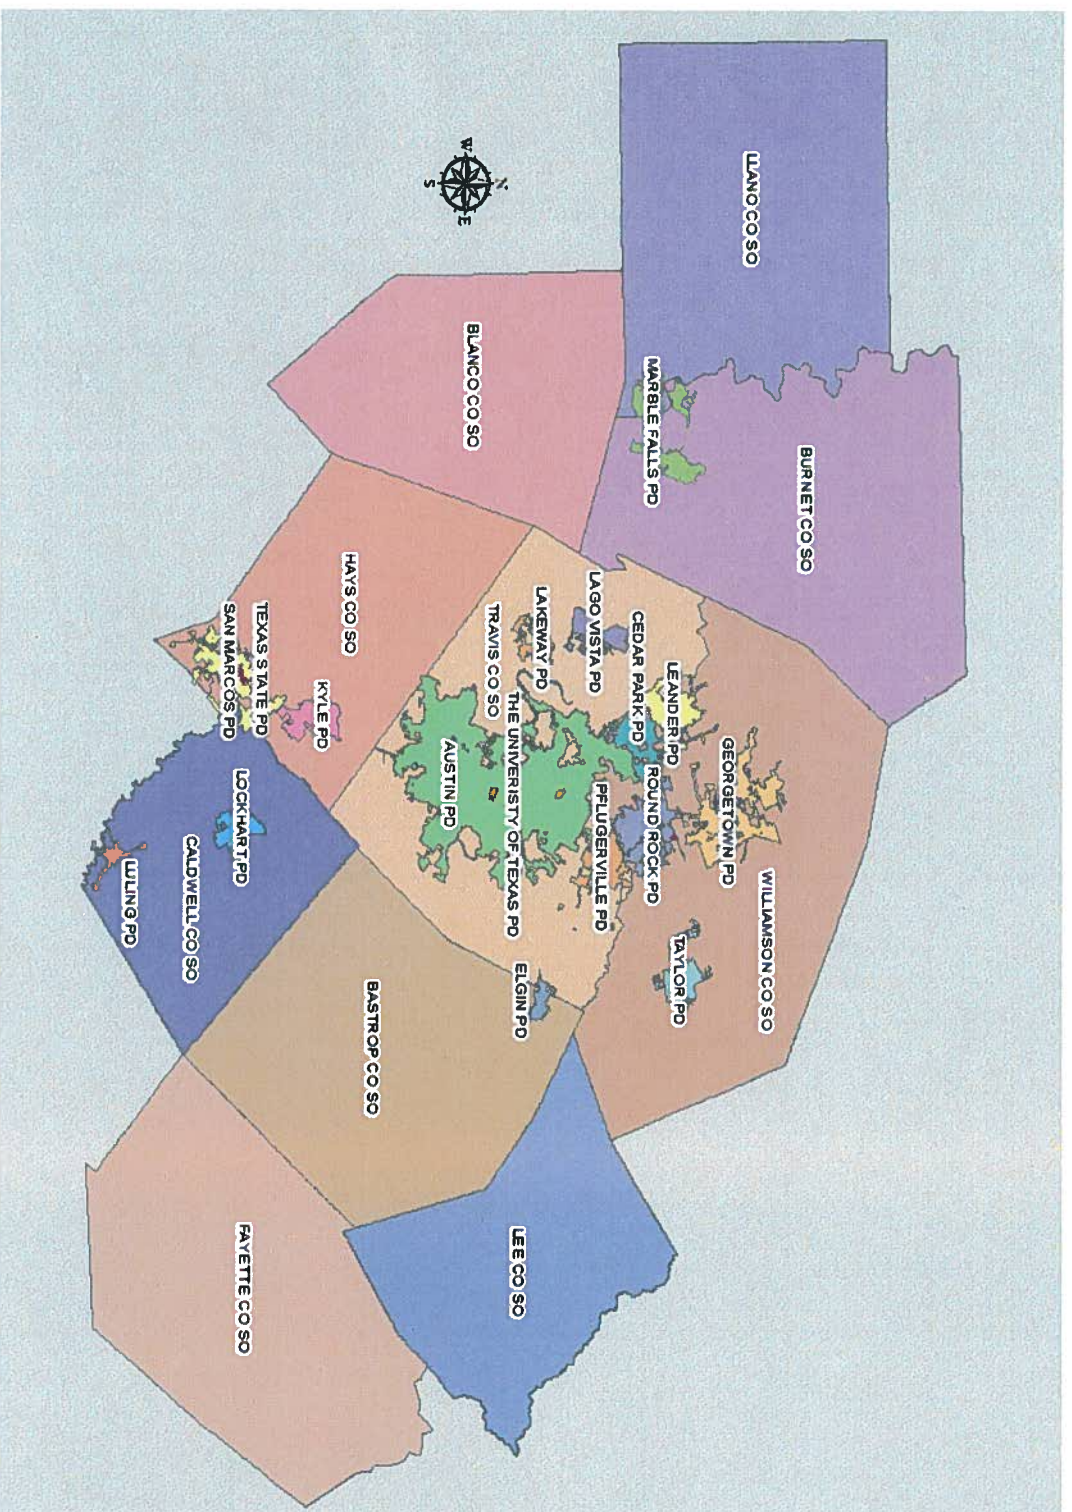 BURNET CO SO
LLANO CO SO
WILLIAMSON CO SO
GEORGETOWN PD
TAYLOR PD
LEANDER PD
MARBLE FALLS PD
ROUND ROCK PD
CEDAR PARK PD
PFLUGERVILLE PD
LAGO VISTA PD
LAKEWAY PD
ELGIN PD
LEE CO SO
THE UNIVERISTY OF TEXAS PD
TRAVIS CO SO
N
W E
S
BLANCO CO SO
AUSTIN PD
BASTROP CO SO
HAYS CO SO
KYLE PD
TEXAS STATE PD
SAN MARCOS PD
LOCKHART PD
FAYETTE CO SO
CALDWELL CO SO
LULING PD